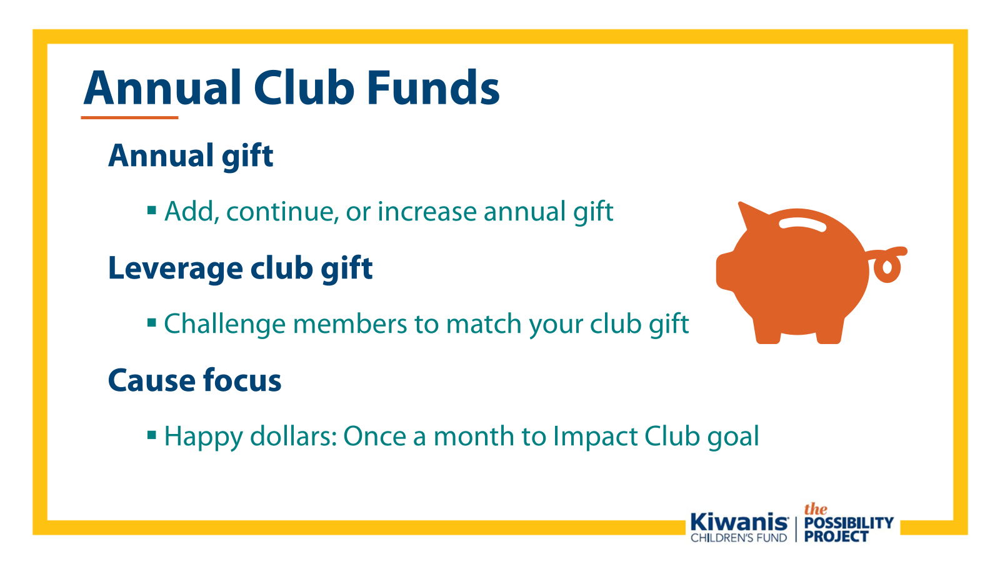 Annual Club Funds
Annual gift
▪ Add, continue, or increase annual gift
Leverage club gift
▪ Challenge members to match your club gift
Cause focus
▪ Happy dollars: Once a month to Impact Club goal
Kiwanis
CHILDREN'S FUND
the
POSSIBILITY
PROJECT